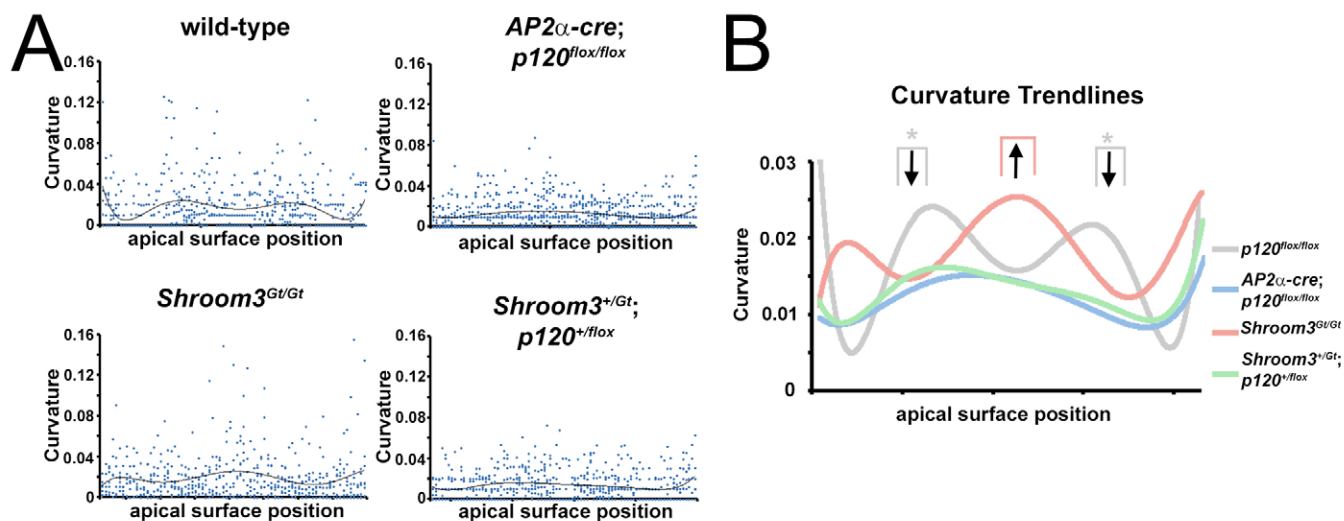 A
wild-type
0.16
0.12
0.08
0.04
0
Curvature
apical surface position
AP2α-cre;
p120flox/flox
0.16
0.12
0.08
0.04
0
Curvature
apical surface position
Shroom3Gt/Gt
0.16
0.12
0.08
0.04
0
Curvature
apical surface position
Shroom3+/Gt;
p120+/flox
0.16
0.12
0.08
0.04
0
Curvature
apical surface position
B
Curvature Trendlines
* *
0.03
0.02
0.01
0
Curvature
apical surface position
p120flox/flox
AP2α-cre;
p120flox/flox
Shroom3Gt/Gt
Shroom3+/Gt;
p120+/flox